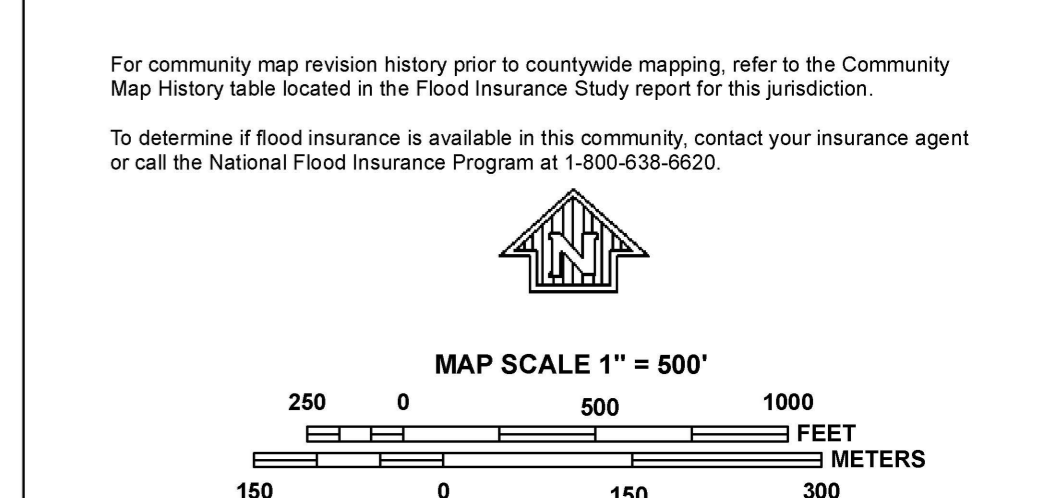 For community map revision history prior to countywide mapping, refer to the Community
Map History table located in the Flood Insurance Study report for this jurisdiction.
To determine if flood insurance is available in this community, contact your insurance agent
or call the National Flood Insurance Program at 1-800-638-6620.
N
MAP SCALE 1" = 500'
250 0 500 1000
FEET
METERS
150 0 150 300